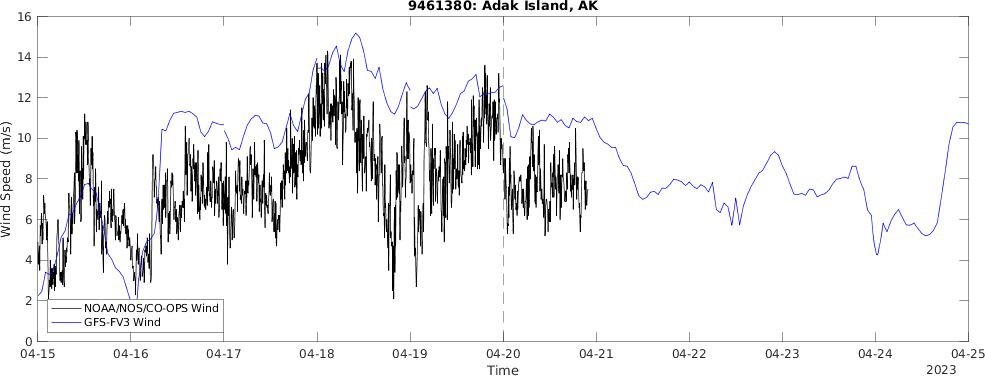 9461380: Adak Island, AK
Wind Speed (m/s)
16
14
12
10
8
6
4
2
0
NOAA/NOS/CO-OPS Wind
GFS-FV3 Wind
04-15 04-16 04-17 04-18 04-19 04-20 04-21 04-22 04-23 04-24 04-25
Time
2023